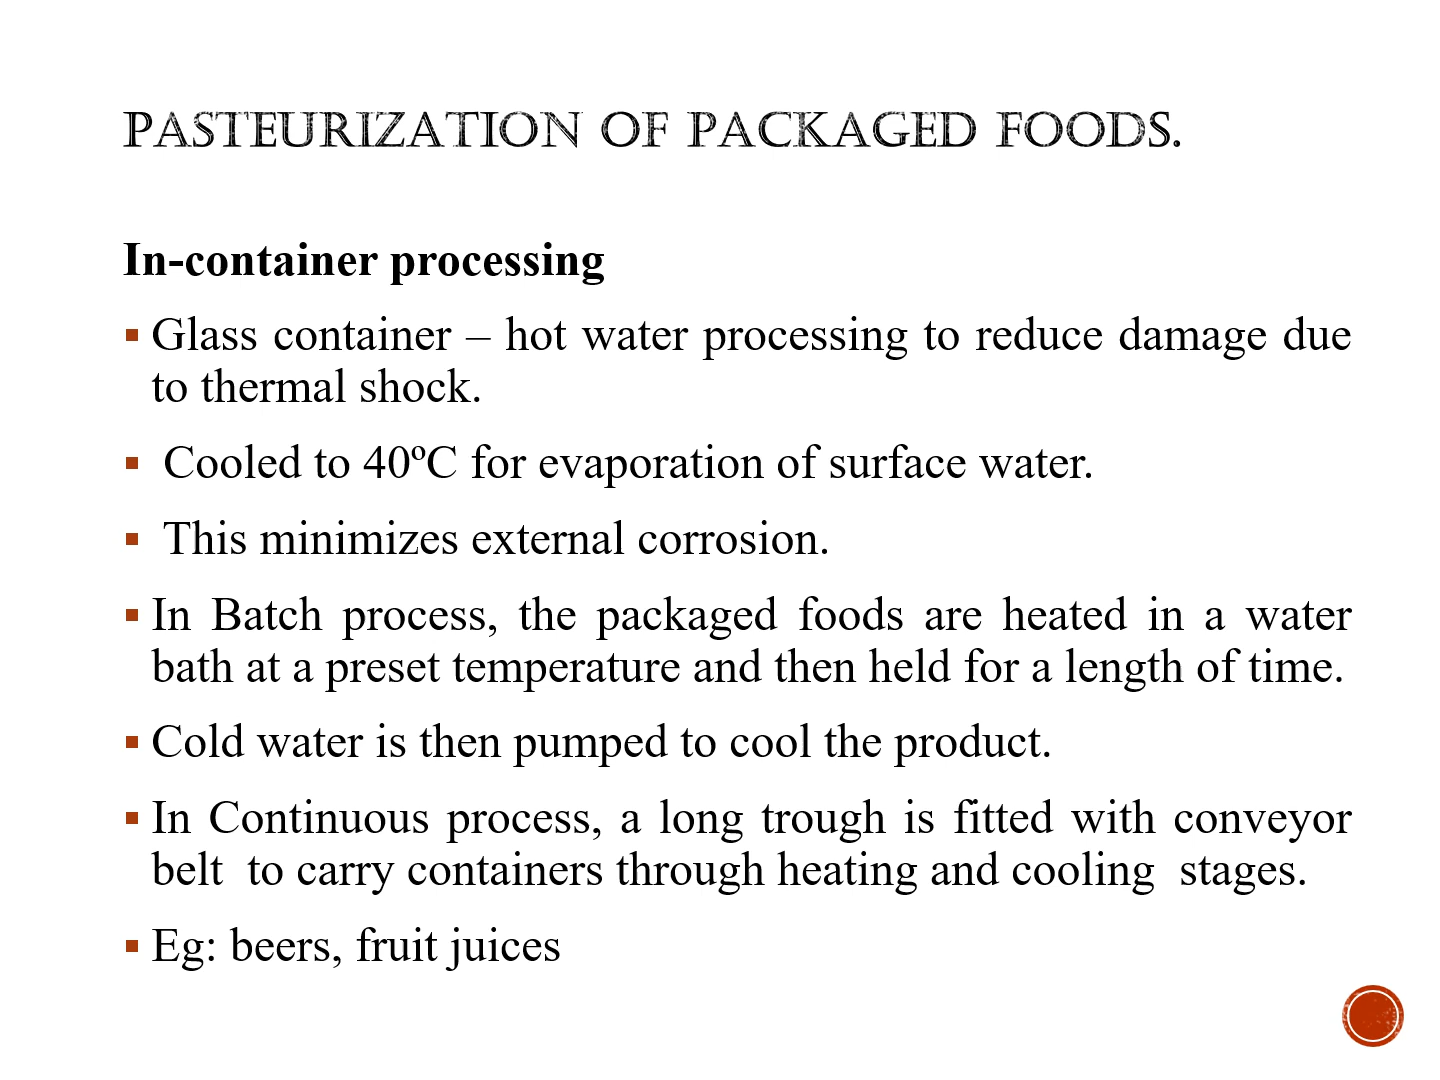 PASTEURIZATION OF PACKAGED FOODS.
In-container processing
▪ Glass container – hot water processing to reduce damage due
to thermal shock.
▪ Cooled to 40ºC for evaporation of surface water.
▪ This minimizes external corrosion.
▪ In Batch process, the packaged foods are heated in a water
bath at a preset temperature and then held for a length of time.
▪ Cold water is then pumped to cool the product.
▪ In Continuous process, a long trough is fitted with conveyor
belt  to carry containers through heating and cooling  stages.
▪ Eg: beers, fruit juices